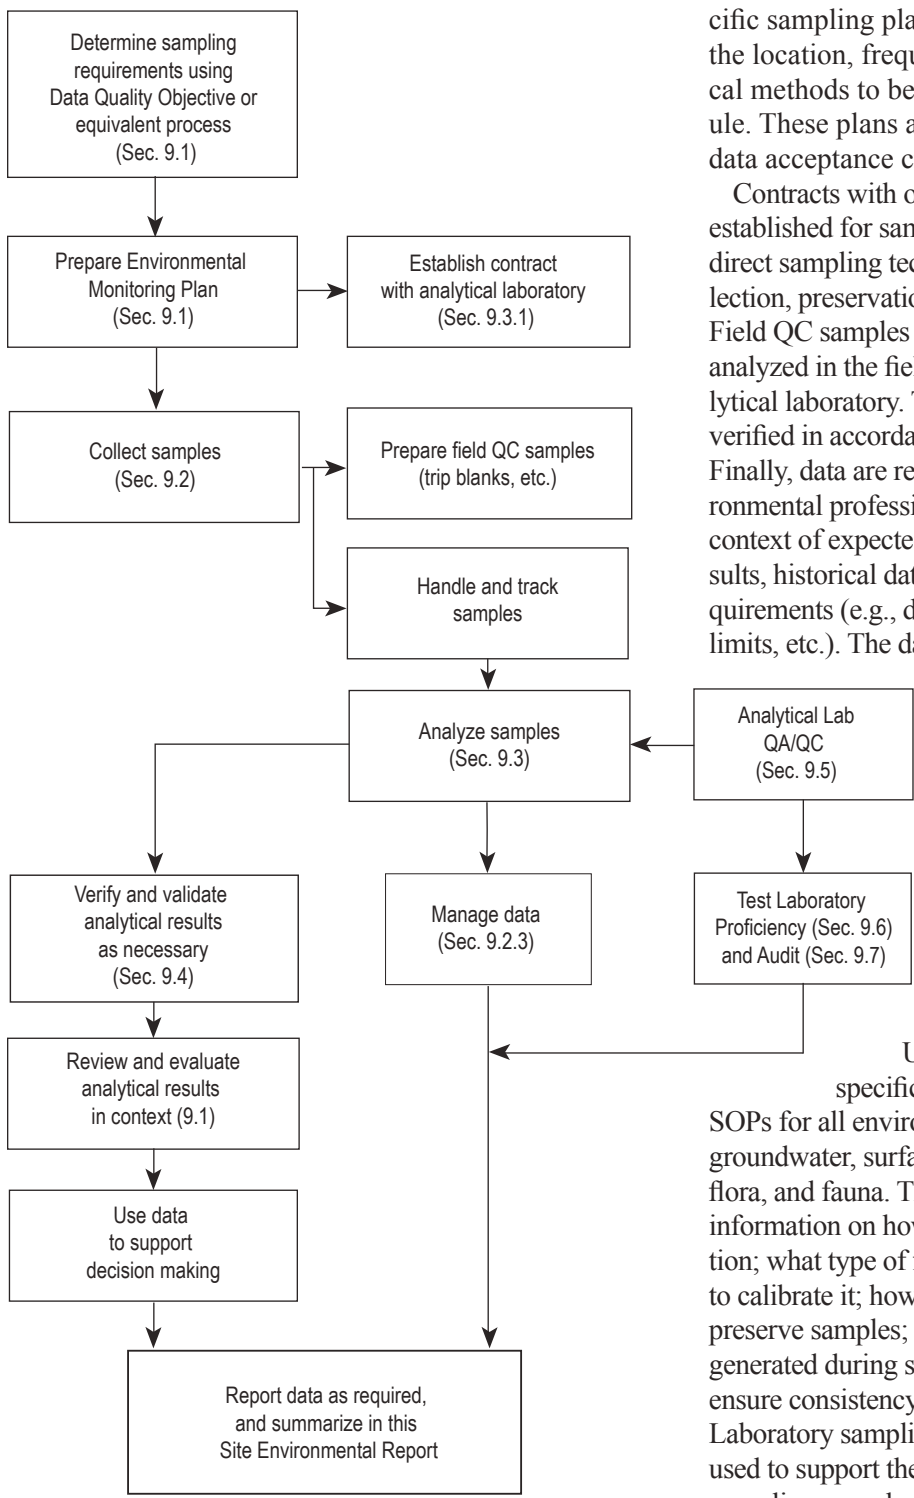 Determine sampling
requirements using
Data Quality Objective or
equivalent process
(Sec. 9.1)
Prepare Environmental
Monitoring Plan
(Sec. 9.1)
Establish contract
with analytical laboratory
(Sec. 9.3.1)
Collect samples
(Sec. 9.2)
Prepare field QC samples
(trip blanks, etc.)
Handle and track
samples
Analyze samples
(Sec. 9.3)
Analytical Lab
QA/QC
(Sec. 9.5)
Verify and validate
analytical results
as necessary
(Sec. 9.4)
Manage data
(Sec. 9.2.3)
Test Laboratory
Proficiency (Sec. 9.6)
and Audit (Sec. 9.7)
Review and evaluate
analytical results
in context (9.1)
Use data
to support
decision making
Report data as required,
and summarize in this
Site Environmental Report
cific sampling pla
the location, frequ
cal methods to be
ule. These plans a
data acceptance c
Contracts with o
established for sam
direct sampling tec
lection, preservatio
Field QC samples
analyzed in the fiel
lytical laboratory. T
verified in accorda
Finally, data are re
ronmental professi
context of expecte
sults, historical dat
quirements (e.g., d
limits, etc.). The da
U
specific
SOPs for all enviro
groundwater, surfa
flora, and fauna. T
information on how
tion; what type of
to calibrate it; how
preserve samples;
generated during s
ensure consistency
Laboratory sampli
used to support the